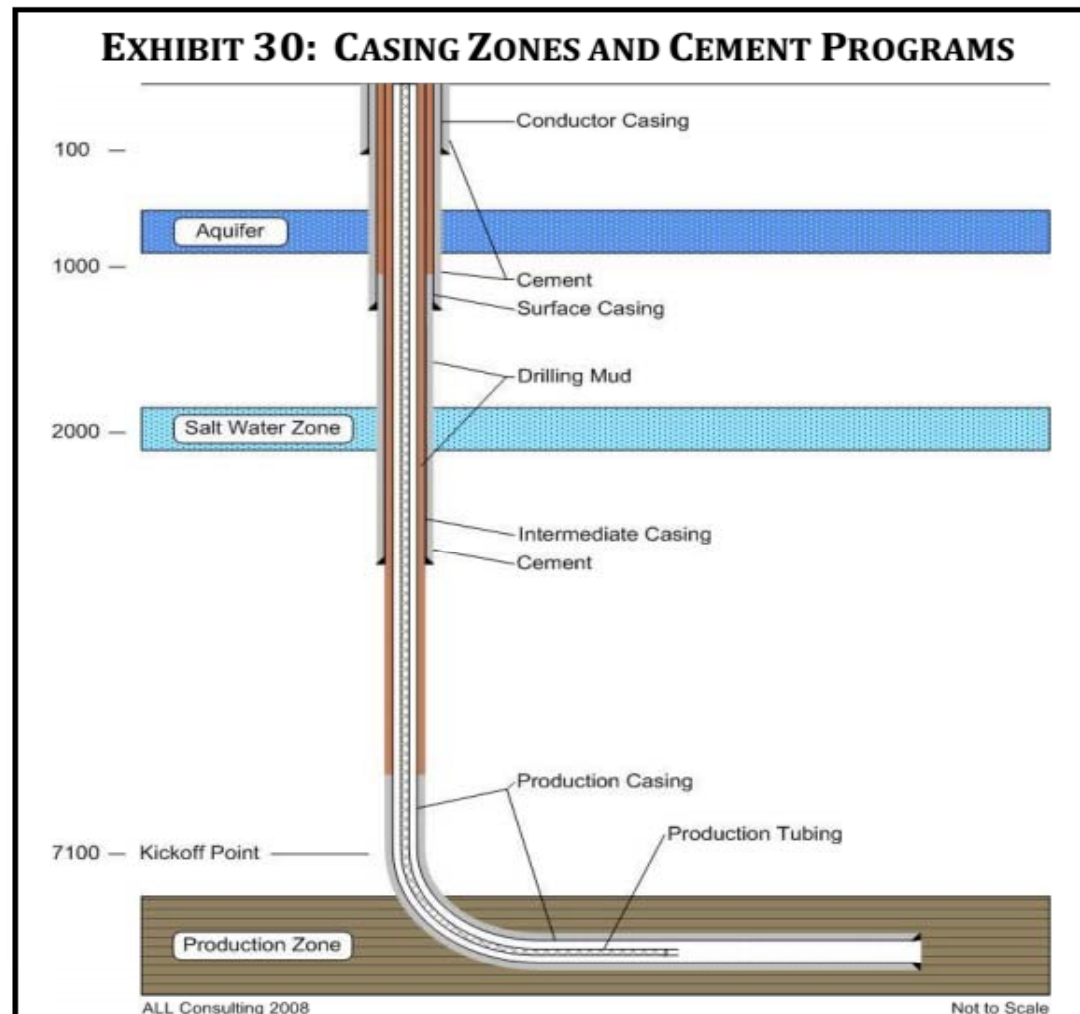 EXHIBIT 30: CASING ZONES AND CEMENT PROGRAMS
Conductor Casing
100
Aquifer
1000
Cement
Surface Casing
Drilling Mud
2000
Salt Water Zone
Intermediate Casing
Cement
Production Casing
Production Tubing
7100
Kickoff Point
Production Zone
ALL Consulting 2008
Not to Scale